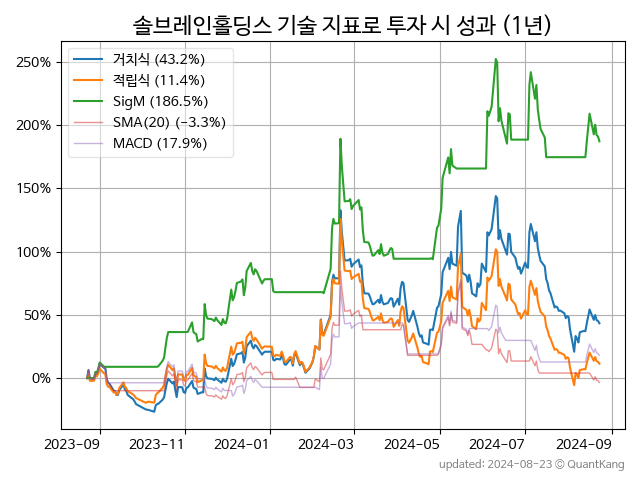 솔브레인홀딩스 기술 지표로 투자 시 성과 (1년)
거치식 (43.2%)
적립식 (11.4%)
SigM (186.5%)
SMA(20) (−3.3%)
MACD (17.9%)
250%
200%
150%
100%
50%
0%
2023-09 2023-11 2024-01 2024-03 2024-05 2024-07 2024-09
updated: 2024-08-23 © QuantKang